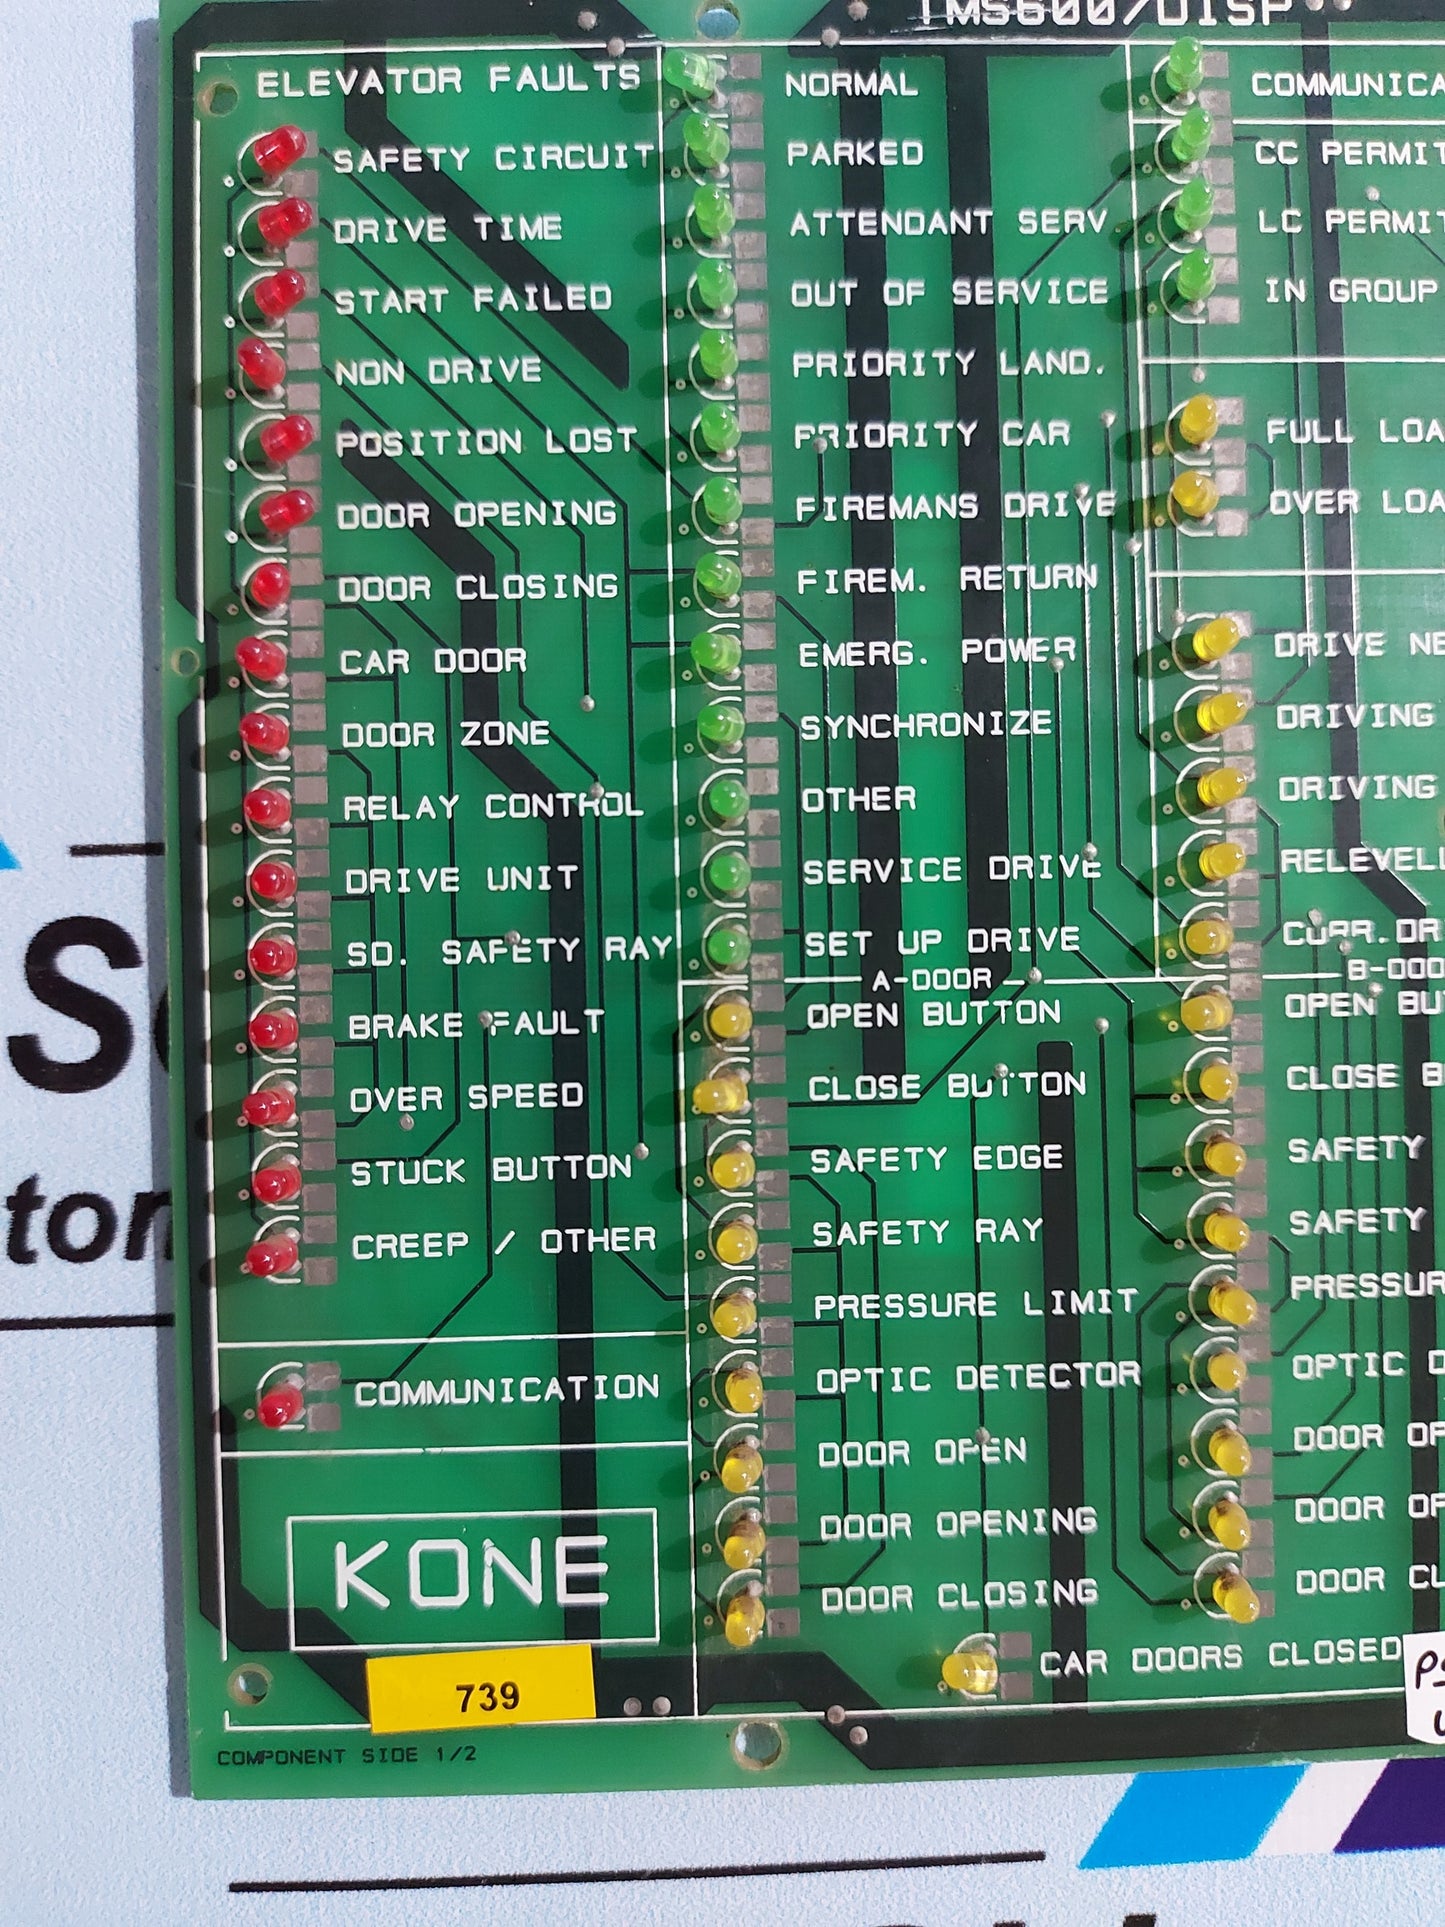 TMS600/DISP
ELEVATOR FAULTS
SAFETY CIRCUIT
DRIVE TIME
START FAILED
NON DRIVE
POSITION LOST
DOOR OPENING
DOOR CLOSING
CAR DOOR
DOOR ZONE
RELAY CONTROL
DRIVE UNIT
SD. SAFETY RAY
BRAKE FAULT
OVER SPEED
STUCK BUTTON
CREEP / OTHER
COMMUNICATION
KONE
739
COMPONENT SIDE 1/2
NORMAL
PARKED
ATTENDANT SERV.
OUT OF SERVICE
PRIORITY LAND.
PRIORITY CAR
FIREMANS DRIVE
FIREM. RETURN
EMERG. POWER
SYNCHRONIZE
OTHER
SERVICE DRIVE
SET UP DRIVE
A-DOOR
OPEN BUTTON
CLOSE BUTTON
SAFETY EDGE
SAFETY RAY
PRESSURE LIMIT
OPTIC DETECTOR
DOOR OPEN
DOOR OPENING
DOOR CLOSING
CAR DOORS CLOSED
COMMUNICA
CC PERMIT
LC PERMIT
IN GROUP
FULL LOA
OVER LOA
DRIVE NE
DRIVING
DRIVING
RELEVELI
CURR.DR
B-DOO
OPEN BU
CLOSE B
SAFETY
SAFETY
PRESSUR
OPTIC D
DOOR OP
DOOR OP
DOOR CL
S
tor